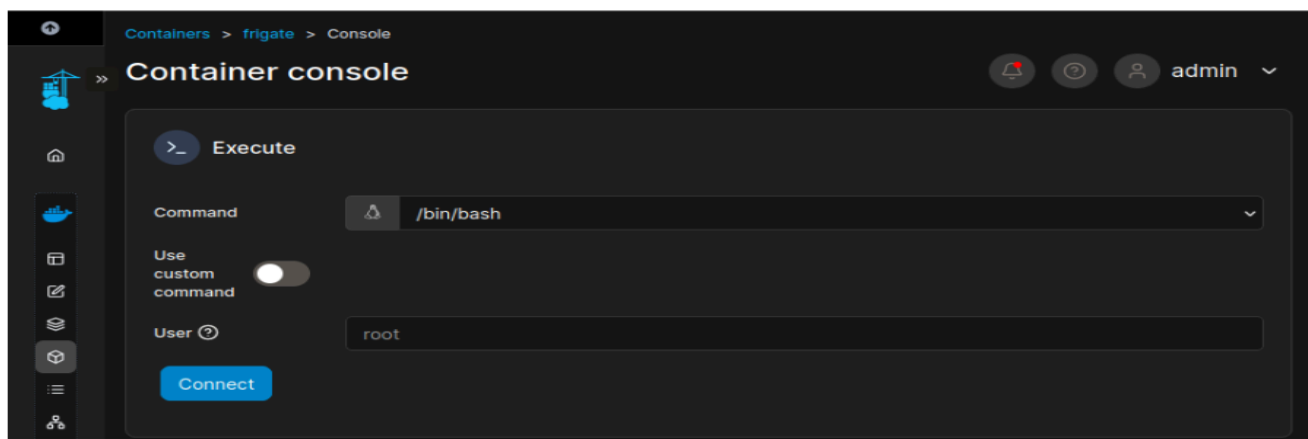 Containers > frigate > Console
Container console
admin
>_ Execute
Command
/bin/bash
Use
custom
command
User
root
Connect